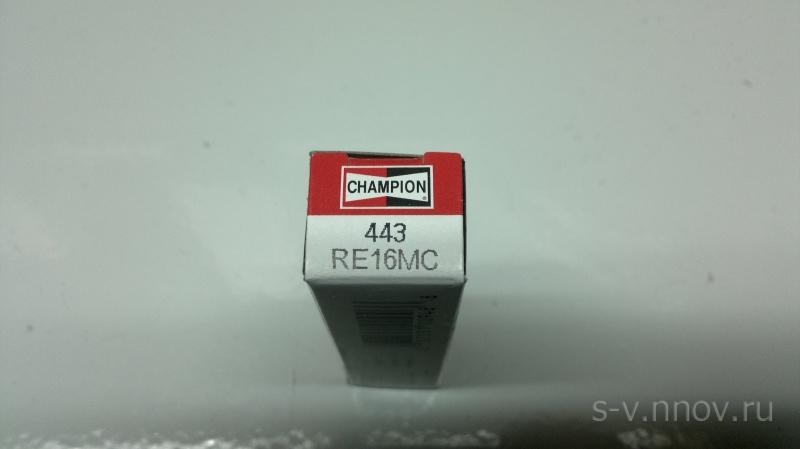 CHAMPION
443
RE16MC
s-v.nnov.ru